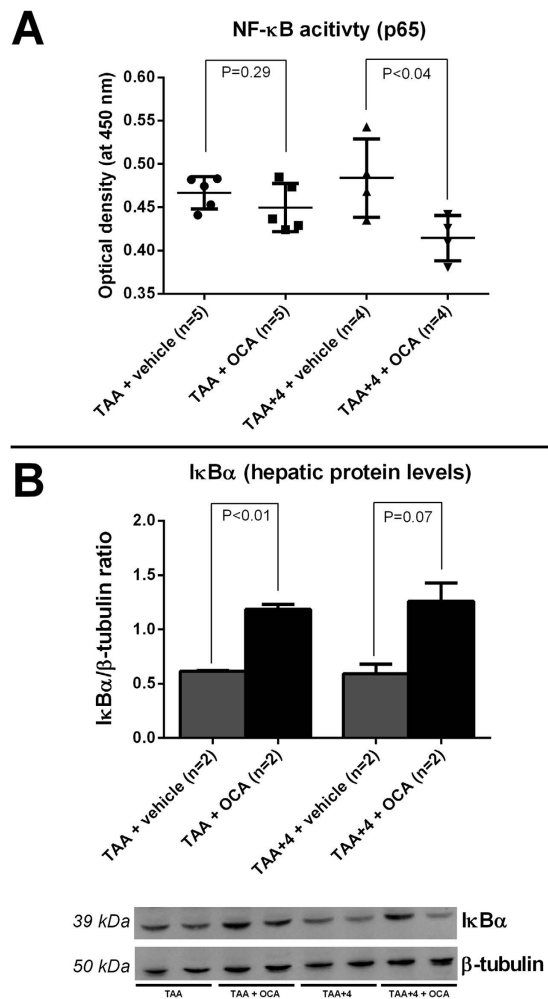 A
NF-κB acitivty (p65)
P=0.29
P<0.04
Optical density (at 450 nm)
0.60
0.55
0.50
0.45
0.40
0.35
TAA + vehicle (n=5)
TAA + OCA (n=5)
TAA+4 + vehicle (n=4)
TAA+4 + OCA (n=4)
B
IκBα (hepatic protein levels)
P<0.01
P=0.07
IκBα/β-tubulin ratio
2.0
1.5
1.0
0.5
0.0
TAA + vehicle (n=2)
TAA + OCA (n=2)
TAA+4 + vehicle (n=2)
TAA+4 + OCA (n=2)
39 kDa
IκBα
50 kDa
β-tubulin
TAA
TAA + OCA
TAA+4
TAA+4 + OCA